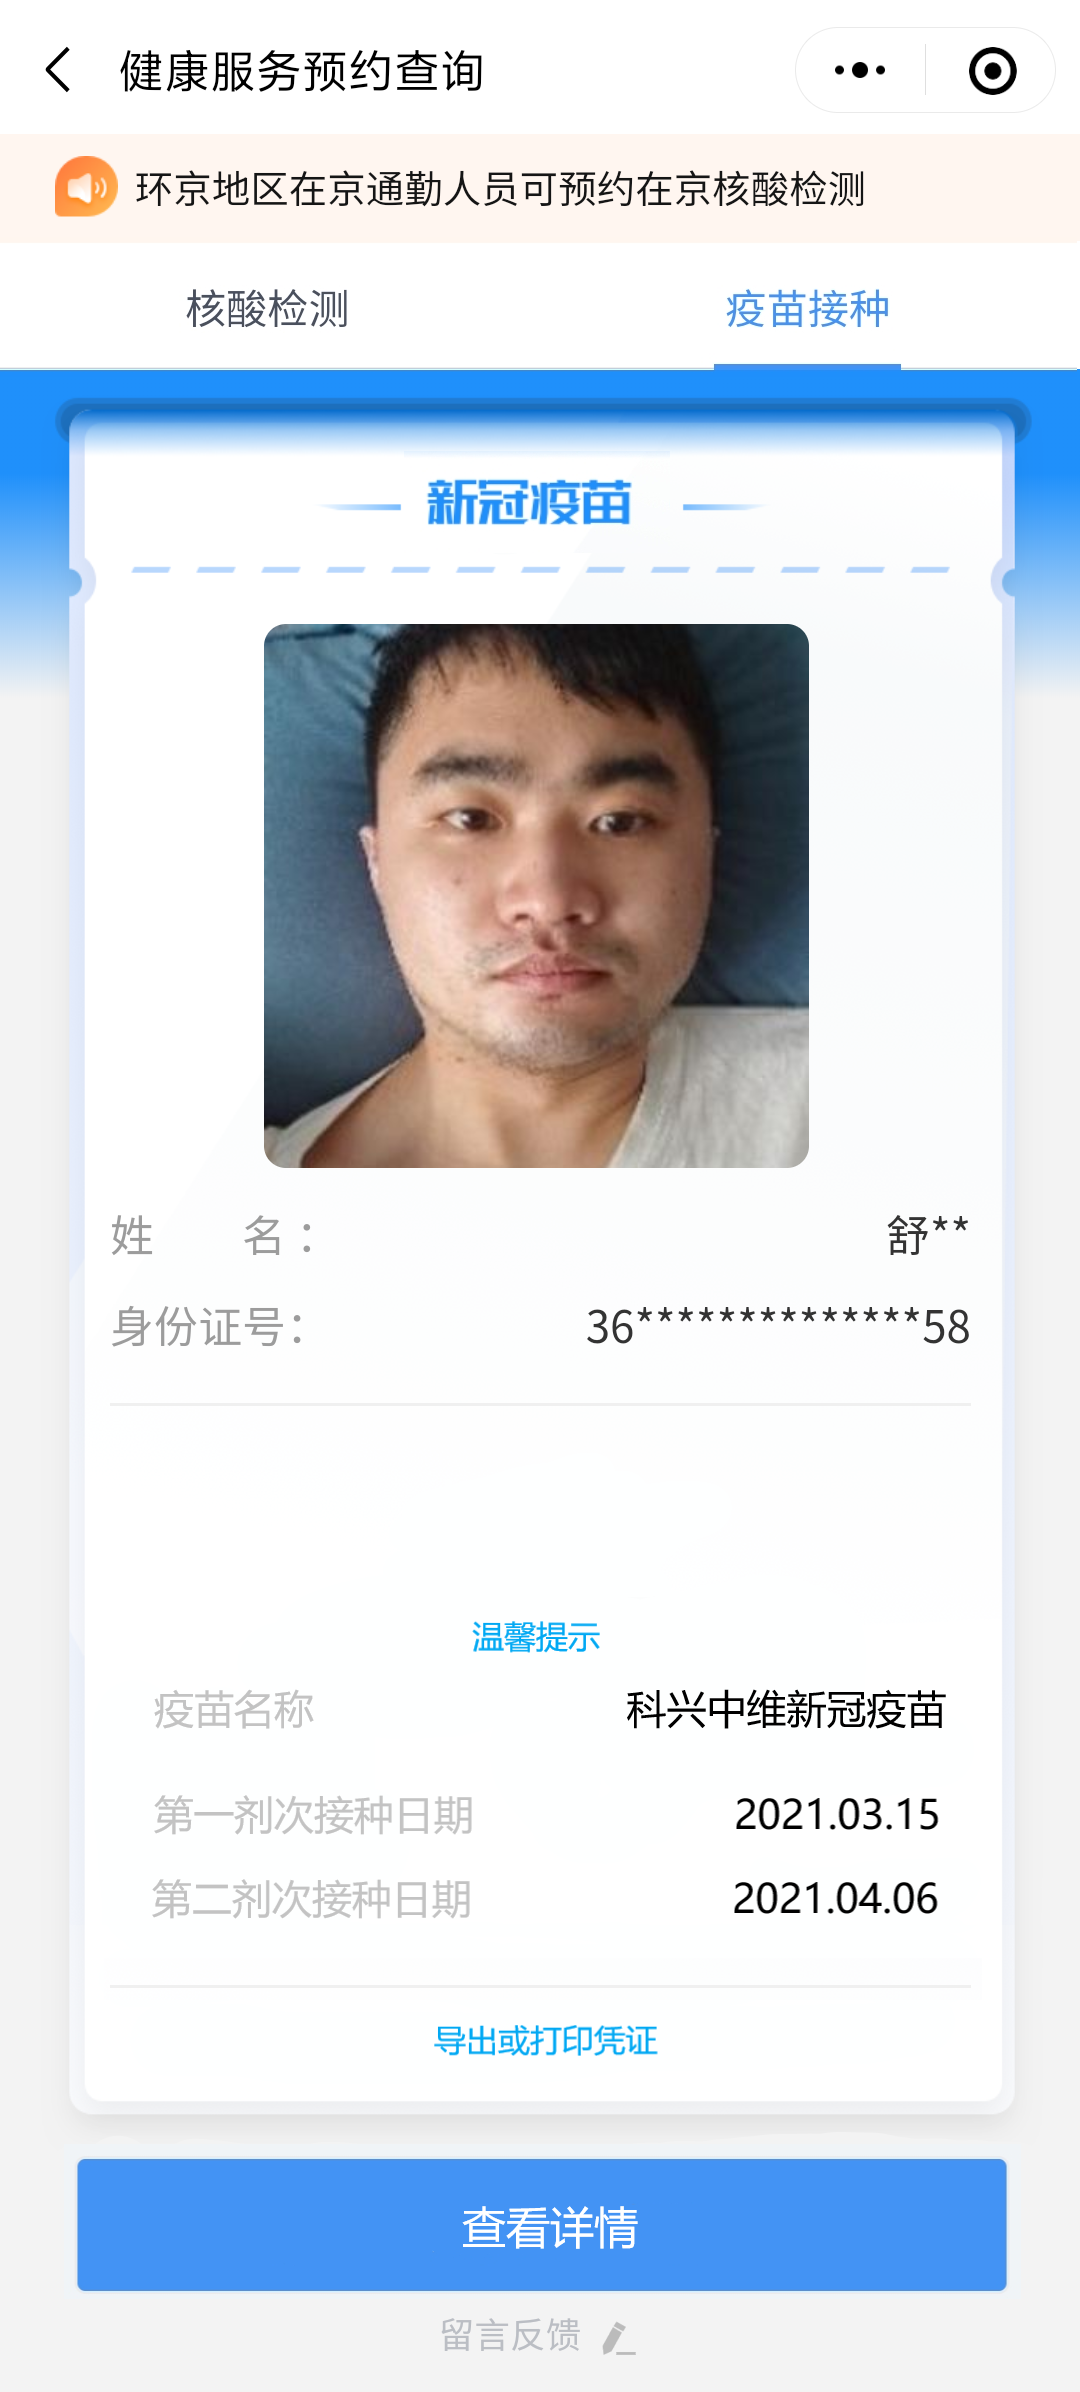 健康服务预约查询
环京地区在京通勤人员可预约在京核酸检测
核酸检测 疫苗接种
新冠疫苗
姓 名： 舒**
身份证号： 36**************58
温馨提示
疫苗名称 科兴中维新冠疫苗
第一剂次接种日期 2021.03.15
第二剂次接种日期 2021.04.06
导出或打印凭证
查看详情
留言反馈